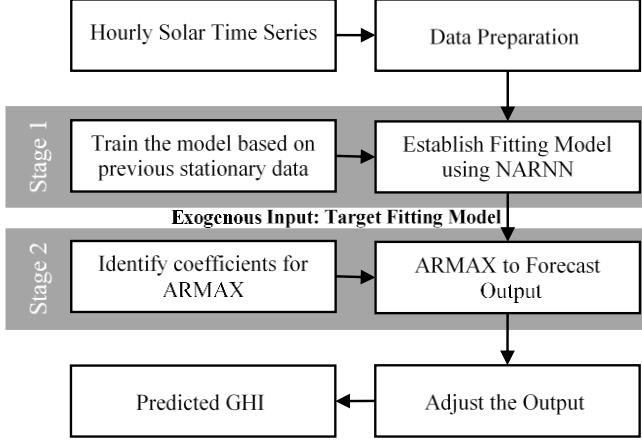 Hourly Solar Time Series
Data Preparation
Stage 1
Train the model based on
previous stationary data
Establish Fitting Model
using NARNN
Exogenous Input: Target Fitting Model
Stage 2
Identify coefficients for
ARMAX
ARMAX to Forecast
Output
Predicted GHI
Adjust the Output